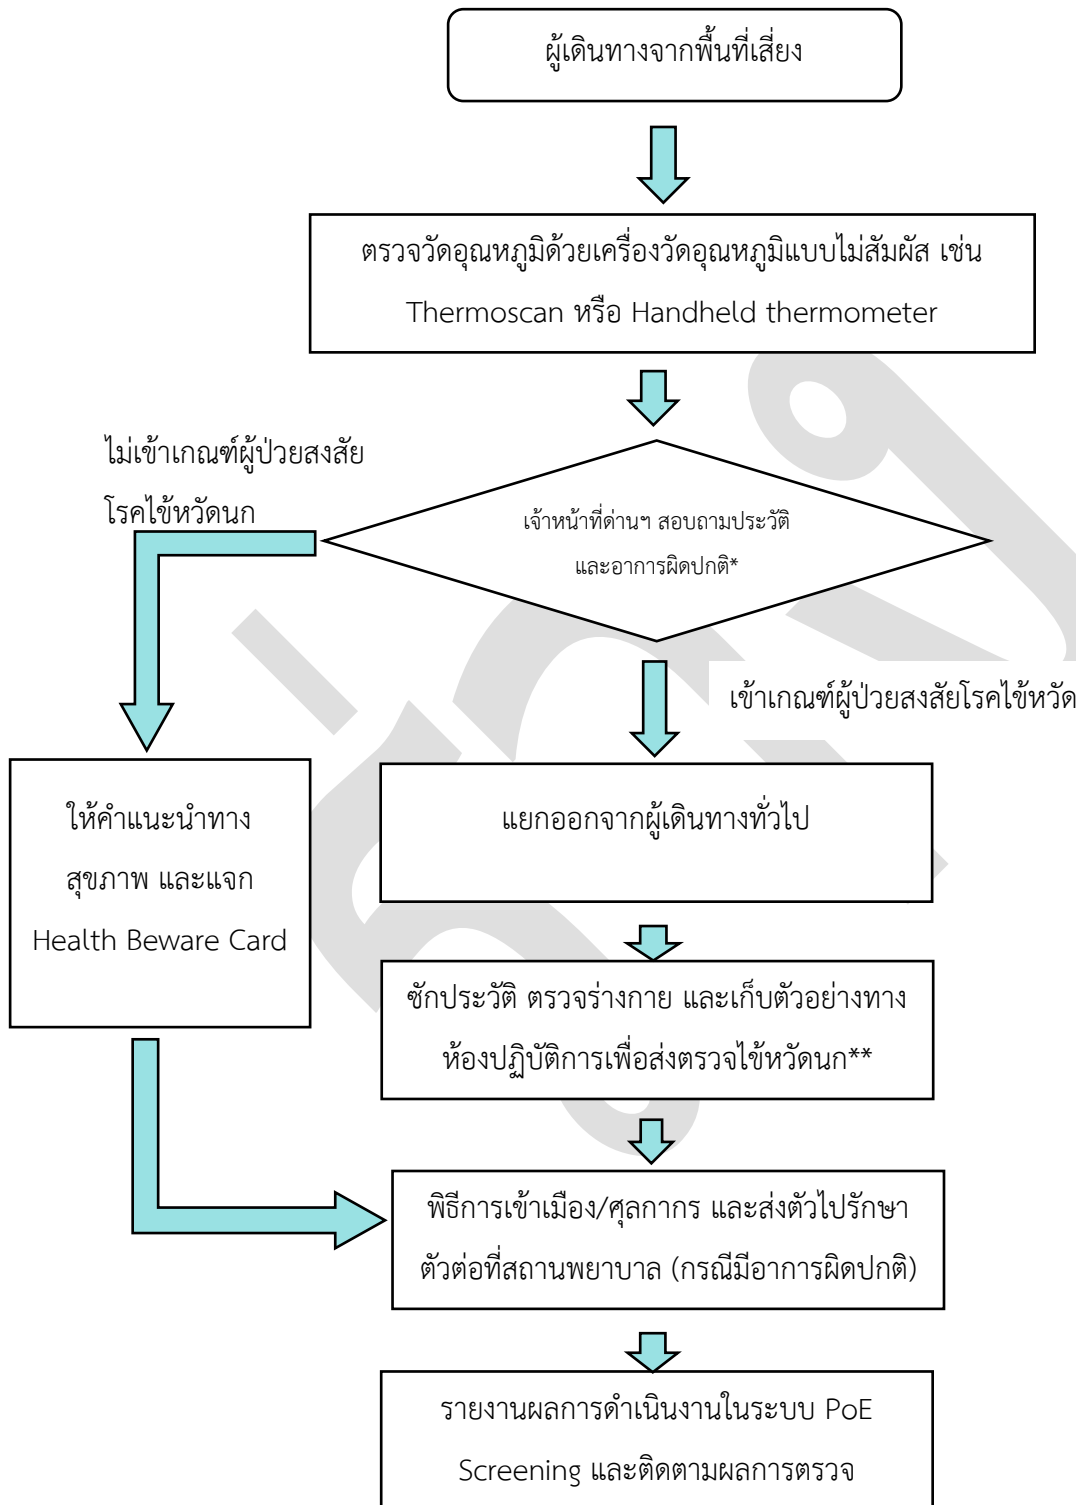 ผู้เดินทางจากพื้นที่เสี่ยง
ตรวจวัดอุณหภูมิด้วยเครื่องวัดอุณหภูมิแบบไม่สัมผัส เช่น
Thermoscan หรือ Handheld thermometer
ไม่เข้าเกณฑ์ผู้ป่วยสงสัย
โรคไข้หวัดนก
เจ้าหน้าที่ด่านฯ สอบถามประวัติ
และอาการผิดปกติ*
เข้าเกณฑ์ผู้ป่วยสงสัยโรคไข้หวัด
ให้คำแนะนำทาง
สุขภาพ และแจก
Health Beware Card
แยกออกจากผู้เดินทางทั่วไป
ซักประวัติ ตรวจร่างกาย และเก็บตัวอย่างทาง
ห้องปฏิบัติการเพื่อส่งตรวจไข้หวัดนก**
พิธีการเข้าเมือง/ศุลกากร และส่งตัวไปรักษา
ตัวต่อที่สถานพยาบาล (กรณีมีอาการผิดปกติ)
รายงานผลการดำเนินงานในระบบ PoE
Screening และติดตามผลการตรวจ
ร่าง